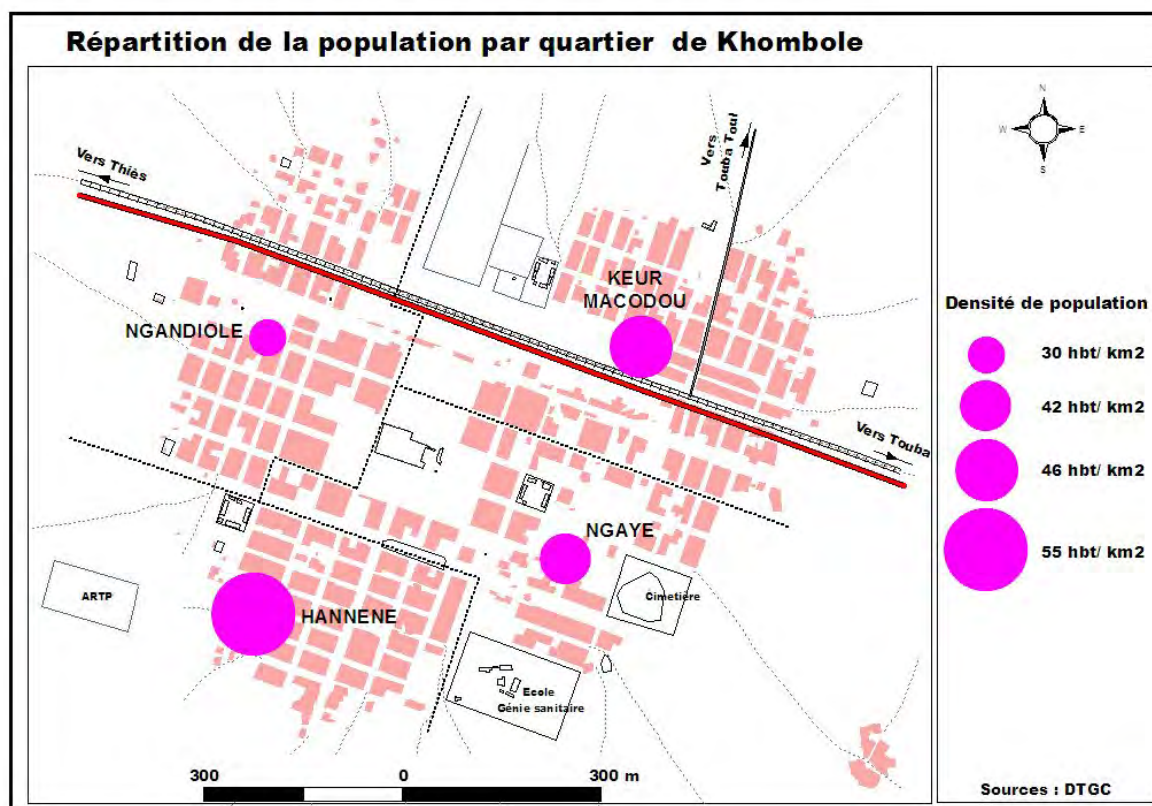 Répartition de la population par quartier de Khombole
N
W
E
S
Vers Thiès
Vers
Touba Toul
KEUR
MACODOU
NGANDIOLE
Densité de population
30 hbt/ km2
42 hbt/ km2
46 hbt/ km2
55 hbt/ km2
Vers Touba
NGAYE
ARTP
Cimetière
HANNENE
Ecole
Génie sanitaire
300
0
300 m
Sources : DTGC